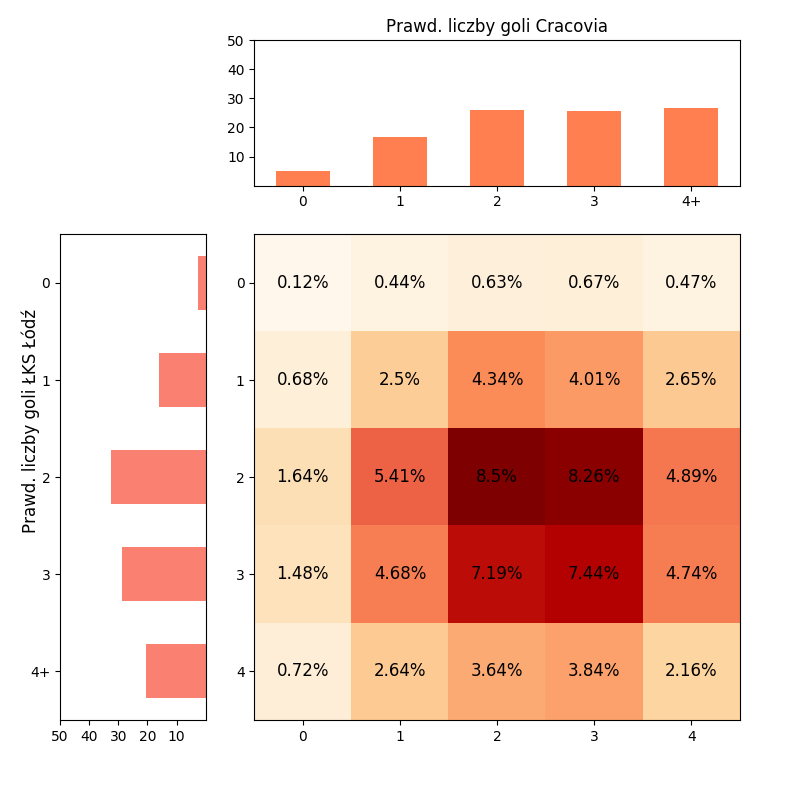 Prawd. liczby goli Cracovia
50
40
30
20
10
0 1 2 3 4+
Prawd. liczby goli ŁKS Łódź
0
1
2
3
4+
50 40 30 20 10
0 0.12% 0.44% 0.63% 0.67% 0.47%
1 0.68% 2.5% 4.34% 4.01% 2.65%
2 1.64% 5.41% 8.5% 8.26% 4.89%
3 1.48% 4.68% 7.19% 7.44% 4.74%
4 0.72% 2.64% 3.64% 3.84% 2.16%
0 1 2 3 4